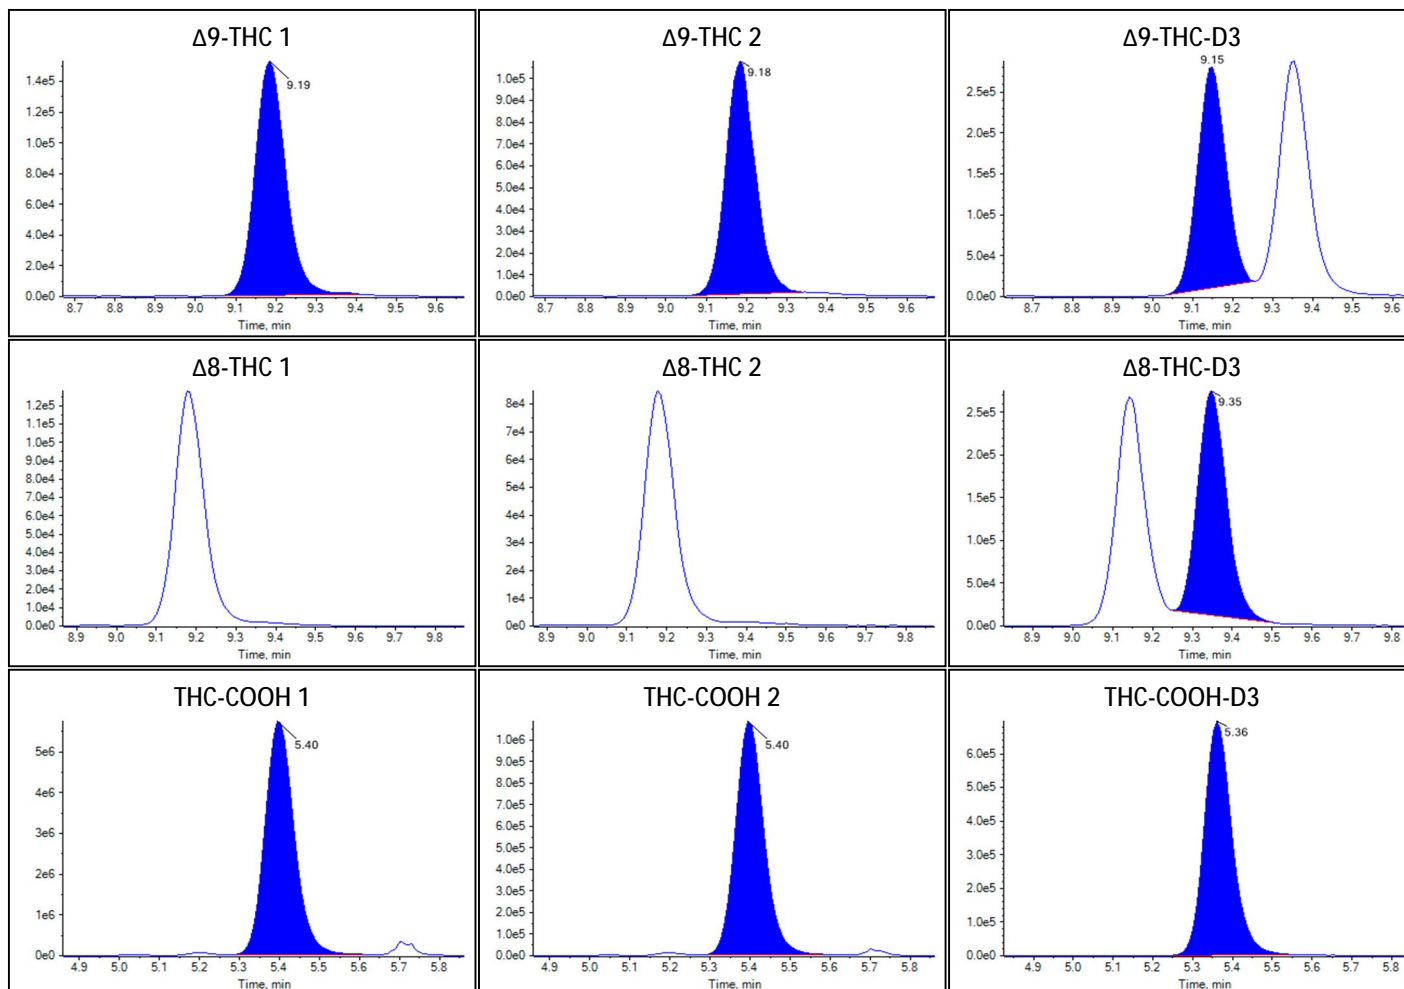 Δ9-THC 1
1.4e5
1.2e5
1.0e5
8.0e4
6.0e4
4.0e4
2.0e4
0.0e0
9.19
8.7 8.8 8.9 9.0 9.1 9.2 9.3 9.4 9.5 9.6
Time, min
Δ9-THC 2
1.0e5
9.0e4
8.0e4
7.0e4
6.0e4
5.0e4
4.0e4
3.0e4
2.0e4
1.0e4
0.0e0
9.18
8.7 8.8 8.9 9.0 9.1 9.2 9.3 9.4 9.5 9.6
Time, min
Δ9-THC-D3
9.15
2.5e5
2.0e5
1.5e5
1.0e5
5.0e4
0.0e0
8.7 8.8 8.9 9.0 9.1 9.2 9.3 9.4 9.5 9.6
Time, min
Δ8-THC 1
1.2e5
1.1e5
1.0e5
9.0e4
8.0e4
7.0e4
6.0e4
5.0e4
4.0e4
3.0e4
2.0e4
1.0e4
0.0e0
8.9 9.0 9.1 9.2 9.3 9.4 9.5 9.6 9.7 9.8
Time, min
Δ8-THC 2
8e4
7e4
6e4
5e4
4e4
3e4
2e4
1e4
0e0
8.9 9.0 9.1 9.2 9.3 9.4 9.5 9.6 9.7 9.8
Time, min
Δ8-THC-D3
2.5e5
2.0e5
1.5e5
1.0e5
5.0e4
0.0e0
9.35
8.9 9.0 9.1 9.2 9.3 9.4 9.5 9.6 9.7 9.8
Time, min
THC-COOH 1
5e6
4e6
3e6
2e6
1e6
0e0
5.40
4.9 5.0 5.1 5.2 5.3 5.4 5.5 5.6 5.7 5.8
Time, min
THC-COOH 2
1.0e6
9.0e5
8.0e5
7.0e5
6.0e5
5.0e5
4.0e5
3.0e5
2.0e5
1.0e5
0.0e0
5.40
4.9 5.0 5.1 5.2 5.3 5.4 5.5 5.6 5.7 5.8
Time, min
THC-COOH-D3
6.0e5
5.0e5
4.0e5
3.0e5
2.0e5
1.0e5
0.0e0
5.36
4.9 5.0 5.1 5.2 5.3 5.4 5.5 5.6 5.7 5.8
Time, min